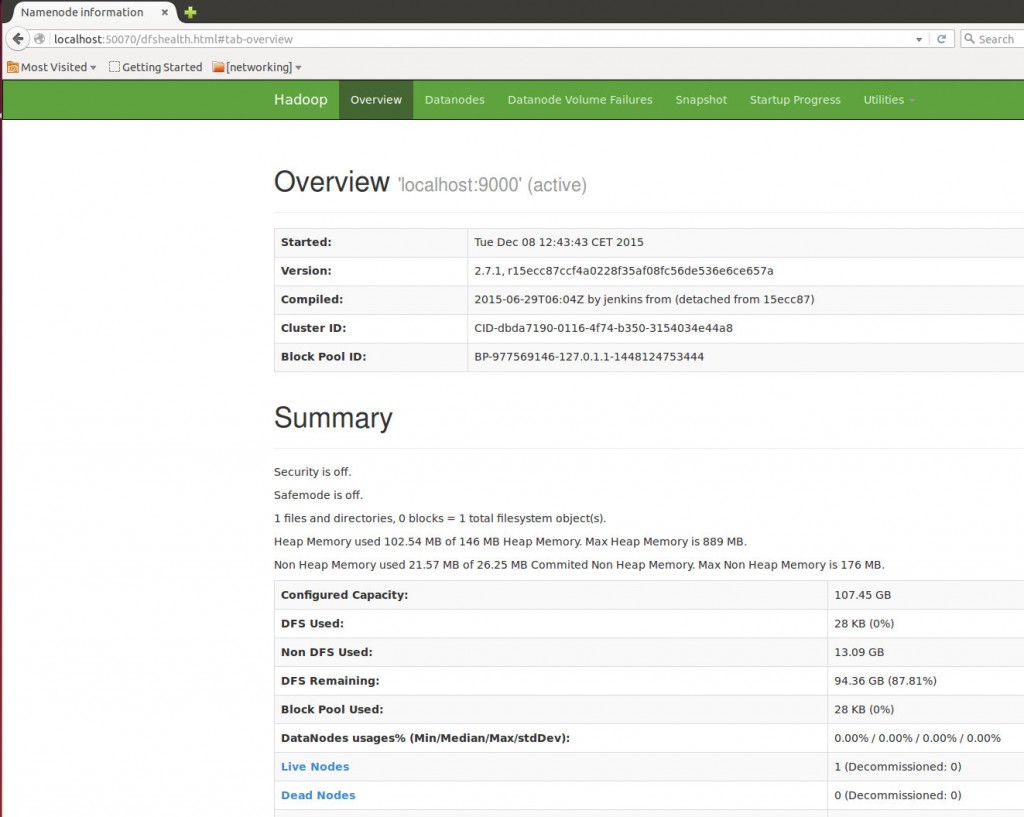 Namenode information
localhost:50070/dfshealth.html#tab-overview
Search
Most Visited Getting Started [networking]
Hadoop Overview Datanodes Datanode Volume Failures Snapshot Startup Progress Utilities
Overview 'localhost:9000' (active)
Started: Tue Dec 08 12:43:43 CET 2015
Version: 2.7.1, r15ecc87ccf4a0228f35af08fc56de536e6ce657a
Compiled: 2015-06-29T06:04Z by jenkins from (detached from 15ecc87)
Cluster ID: CID-dbda7190-0116-4f74-b350-3154034e44a8
Block Pool ID: BP-977569146-127.0.1.1-1448124753444
Summary
Security is off.
Safemode is off.
1 files and directories, 0 blocks = 1 total filesystem object(s).
Heap Memory used 102.54 MB of 146 MB Heap Memory. Max Heap Memory is 889 MB.
Non Heap Memory used 21.57 MB of 26.25 MB Commited Non Heap Memory. Max Non Heap Memory is 176 MB.
Configured Capacity: 107.45 GB
DFS Used: 28 KB (0%)
Non DFS Used: 13.09 GB
DFS Remaining: 94.36 GB (87.81%)
Block Pool Used: 28 KB (0%)
DataNodes usages% (Min/Median/Max/stdDev): 0.00% / 0.00% / 0.00% / 0.00%
Live Nodes 1 (Decommissioned: 0)
Dead Nodes 0 (Decommissioned: 0)